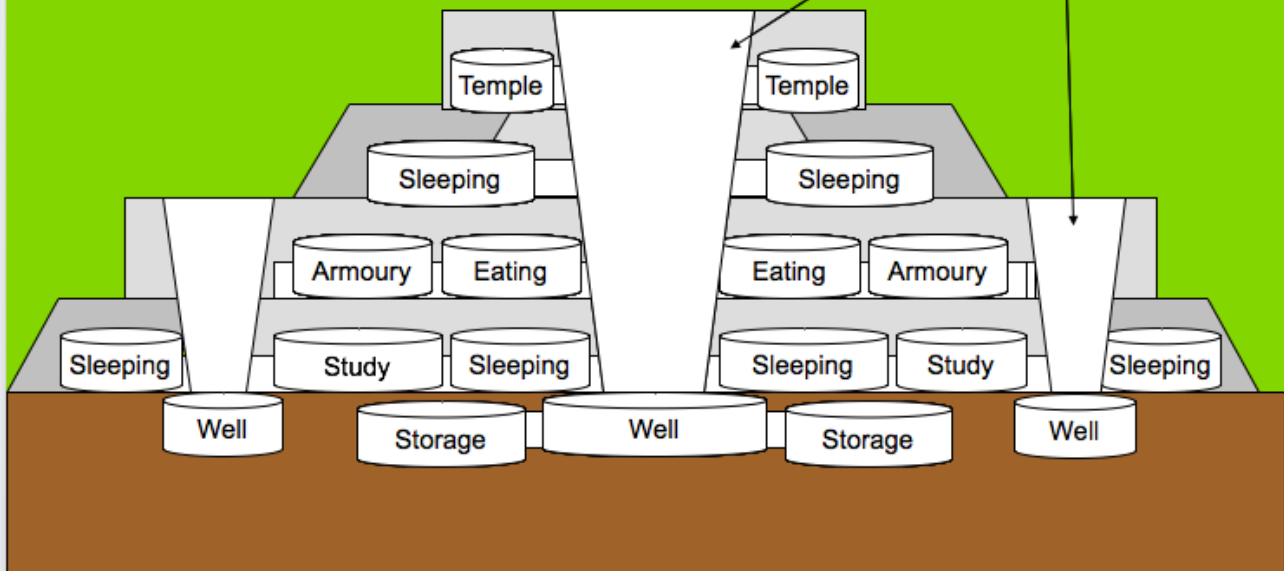 Temple
Temple
Sleeping
Sleeping
Armoury
Eating
Eating
Armoury
Sleeping
Study
Sleeping
Sleeping
Study
Sleeping
Well
Storage
Well
Storage
Well